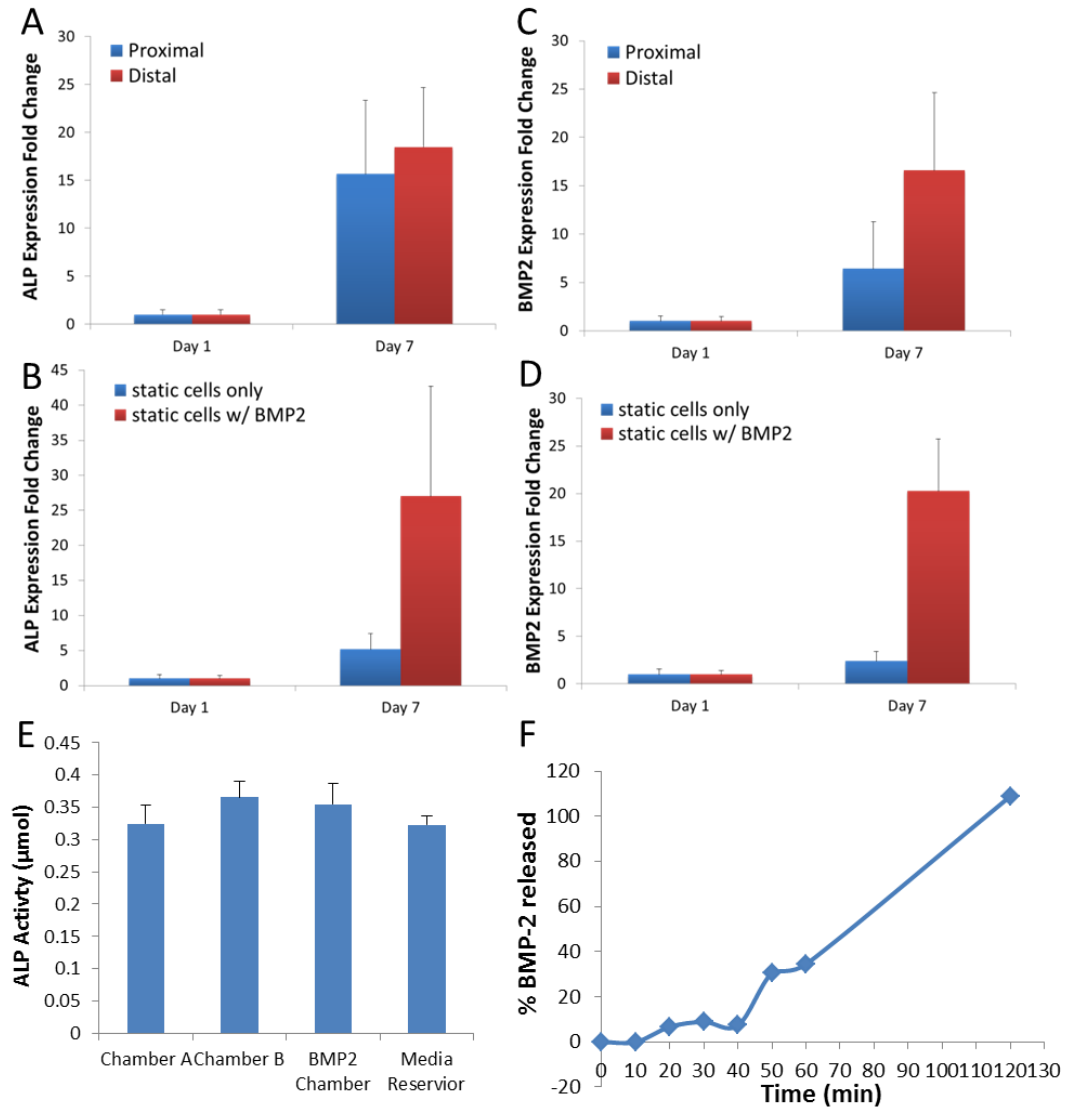 A
30
25
20
15
10
5
0
ALP Expression Fold Change
Proximal
Distal
Day 1
Day 7
C
30
25
20
15
10
5
0
BMP2 Expression Fold Change
Proximal
Distal
Day 1
Day 7
B
45
40
35
30
25
20
15
10
5
0
ALP Expression Fold Change
static cells only
static cells w/ BMP2
Day 1
Day 7
D
30
25
20
15
10
5
0
BMP2 Expression Fold Change
static cells only
static cells w/ BMP2
Day 1
Day 7
E
0.45
0.4
0.35
0.3
0.25
0.2
0.15
0.1
0.05
0
ALP Activty (µmol)
Chamber A
Chamber B
BMP2
Chamber
Media
Reservior
F
120
100
80
60
40
20
0
-20
% BMP-2 released
0 10 20 30 40 50 60 70 80 90 100 110 120 130
Time (min)